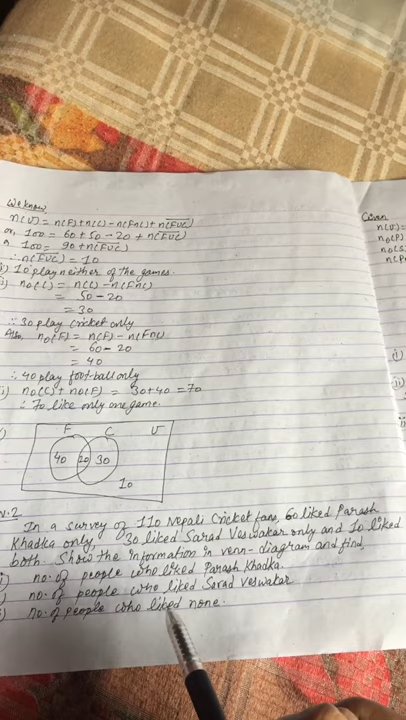 We know,
n(U) = n(F)+n(C) - n(F∩C) + n(F̅U̅C̅)
or, 100 = 60 + 50 - 20 + n(F̅U̅C̅)
100 = 90 + n(F̅U̅C̅)
∴ n(F̅U̅C̅) = 10
) 10 play neither of the games.
i) no(C) = n(C) - n(F∩C)
= 50 - 20
= 30
∴ 30 play cricket only
Also, no(F) = n(F) - n(F∩C)
= 60 - 20
= 40
∴ 40 play foot-ball only
i) no(C) + no(F) = 30+40 = 70
∴ 70 like only one game.
F C U
40 20 30
10
N.2
In a survey of 110 Nepali Cricket fans, 60 liked Parash
Khadka only, 30 liked Sarad Veswakar only and 10 liked
both. Show the information in venn-diagram and find,
) no. of people who liked Parash Khadka.
) no. of people who liked Sarad Veswakar
) no. of people who liked none.
Given
n(U) =
no(P)
no(S)
n(P
i)
ii)